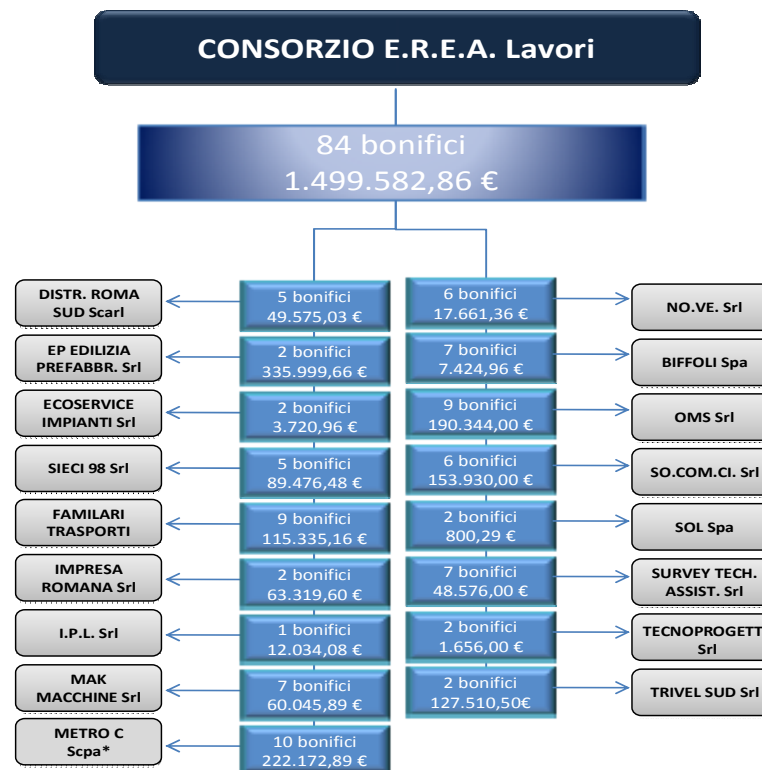 CONSORZIO E.R.E.A. Lavori
84 bonifici
1.499.582,86 €
DISTR. ROMA
SUD Scarl
5 bonifici
49.575,03 €
EP EDILIZIA
PREFABBR. Srl
2 bonifici
335.999,66 €
ECOSERVICE
IMPIANTI Srl
2 bonifici
3.720,96 €
SIECI 98 Srl
5 bonifici
89.476,48 €
FAMILARI
TRASPORTI
9 bonifici
115.335,16 €
IMPRESA
ROMANA Srl
2 bonifici
63.319,60 €
I.P.L. Srl
1 bonifici
12.034,08 €
MAK
MACCHINE Srl
7 bonifici
60.045,89 €
METRO C
Scpa*
10 bonifici
222.172,89 €
6 bonifici
17.661,36 €
NO.VE. Srl
7 bonifici
7.424,96 €
BIFFOLI Spa
9 bonifici
190.344,00 €
OMS Srl
6 bonifici
153.930,00 €
SO.COM.CI. Srl
2 bonifici
800,29 €
SOL Spa
7 bonifici
48.576,00 €
SURVEY TECH.
ASSIST. Srl
2 bonifici
1.656,00 €
TECNOPROGETT
Srl
2 bonifici
127.510,50€
TRIVEL SUD Srl